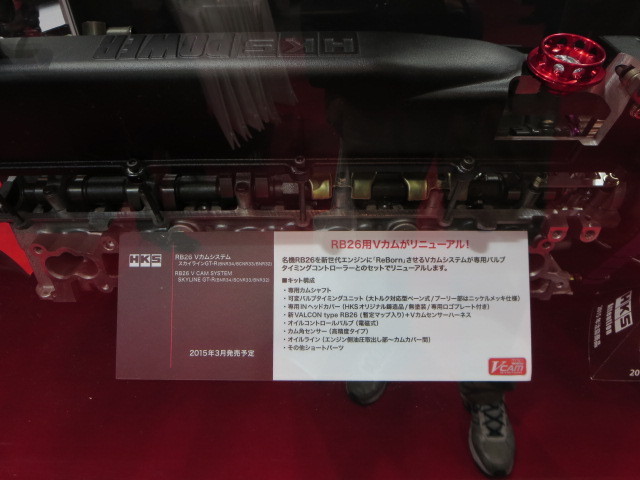 HKS POWER
HKS
RB26 Vカムシステム
スカイラインGT-R(BNR34/BCNR33/BNR32)
RB26 V CAM SYSTEM
SKYLINE GT-R(BNR34/BCNR33/BNR32)
2015年3月発売予定
RB26用Vカムがリニューアル!
名機RB26を新世代エンジンに「ReBorn」させるVカムシステムが専用バルブ
タイミングコントローラーとのセットでリニューアルします。
■キット構成
・専用カムシャフト
・可変バルブタイミングユニット (大トルク対応型ベーン式/プーリー部はニッケルメッキ仕様)
・専用INヘッドカバー (HKSオリジナル鋳造品/無塗装/専用ロゴプレート付き)
・新VALCON type RB26 (暫定マップ入り)+Vカムセンサーハーネス
・オイルコントロールバルブ (電磁式)
・カム角センサー (高精度タイプ)
・オイルライン (エンジン側油圧取出し部~カムカバー間)
・その他ショートパーツ
V CAM